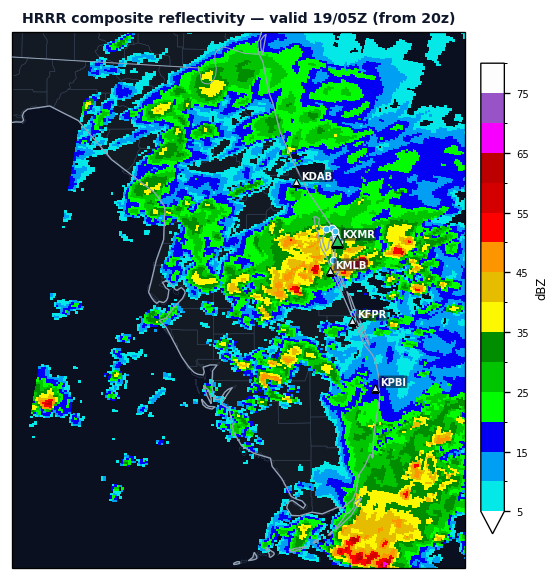 HRRR composite reflectivity — valid 19/05Z (from 20z)
KDAB
KXMR
KMLB
KFPR
KPBI
75
65
55
45
35
25
15
5
dBZ